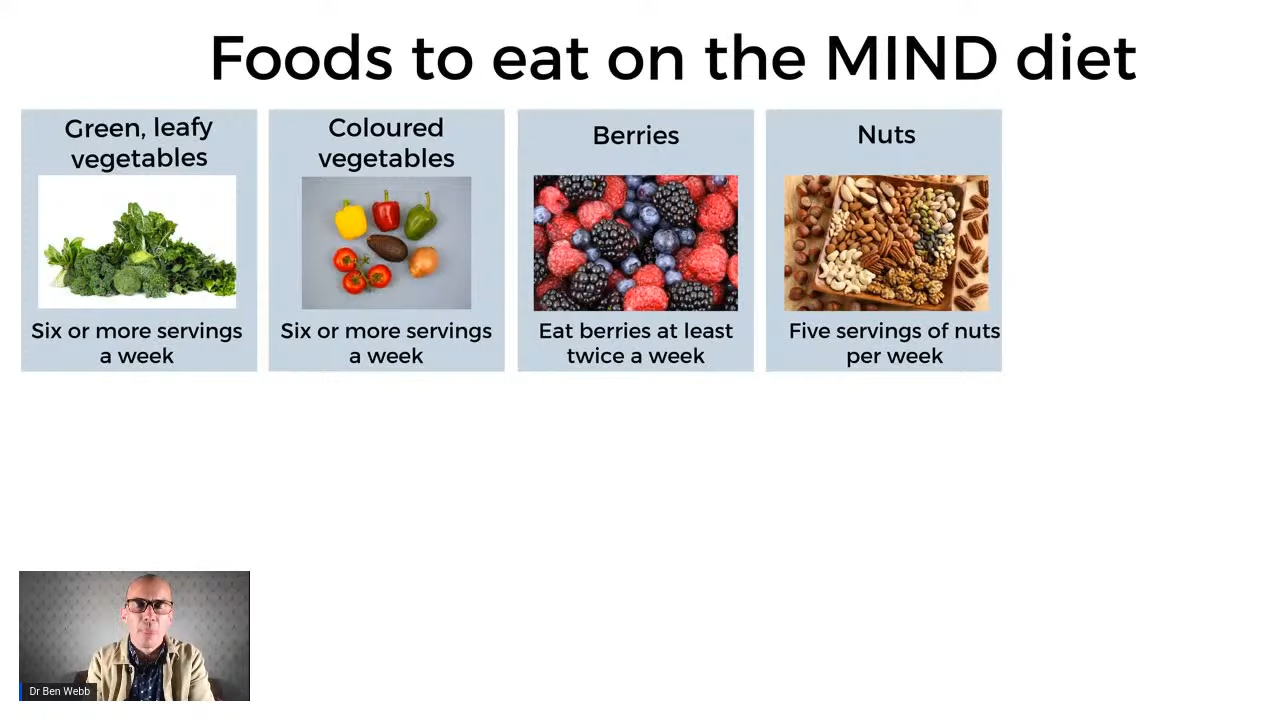 Foods to eat on the MIND diet
Green, leafy
vegetables
Six or more servings
a week
Coloured
vegetables
Six or more servings
a week
Berries
Eat berries at least
twice a week
Nuts
Five servings of nuts
per week
Dr Ben Webb